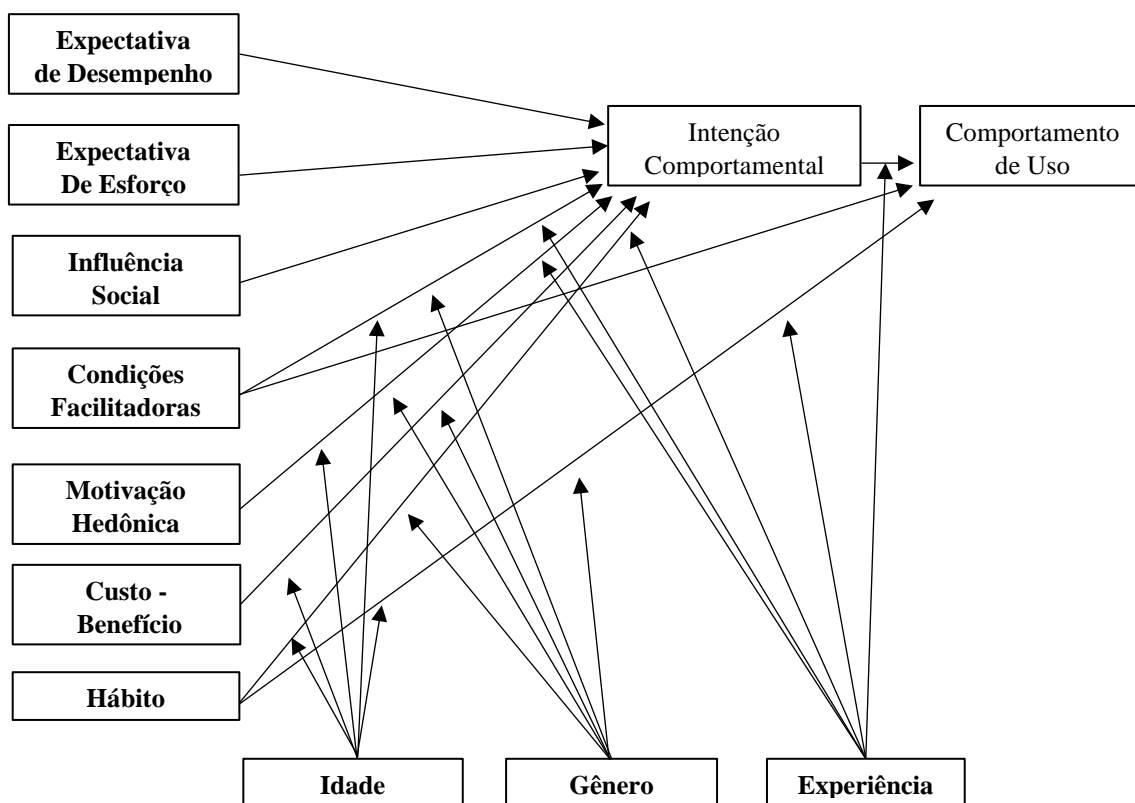 Expectativa
de Desempenho
Expectativa
De Esforço
Influência
Social
Condições
Facilitadoras
Motivação
Hedônica
Custo -
Benefício
Hábito
Intenção
Comportamental
Comportamento
de Uso
Idade
Gênero
Experiência